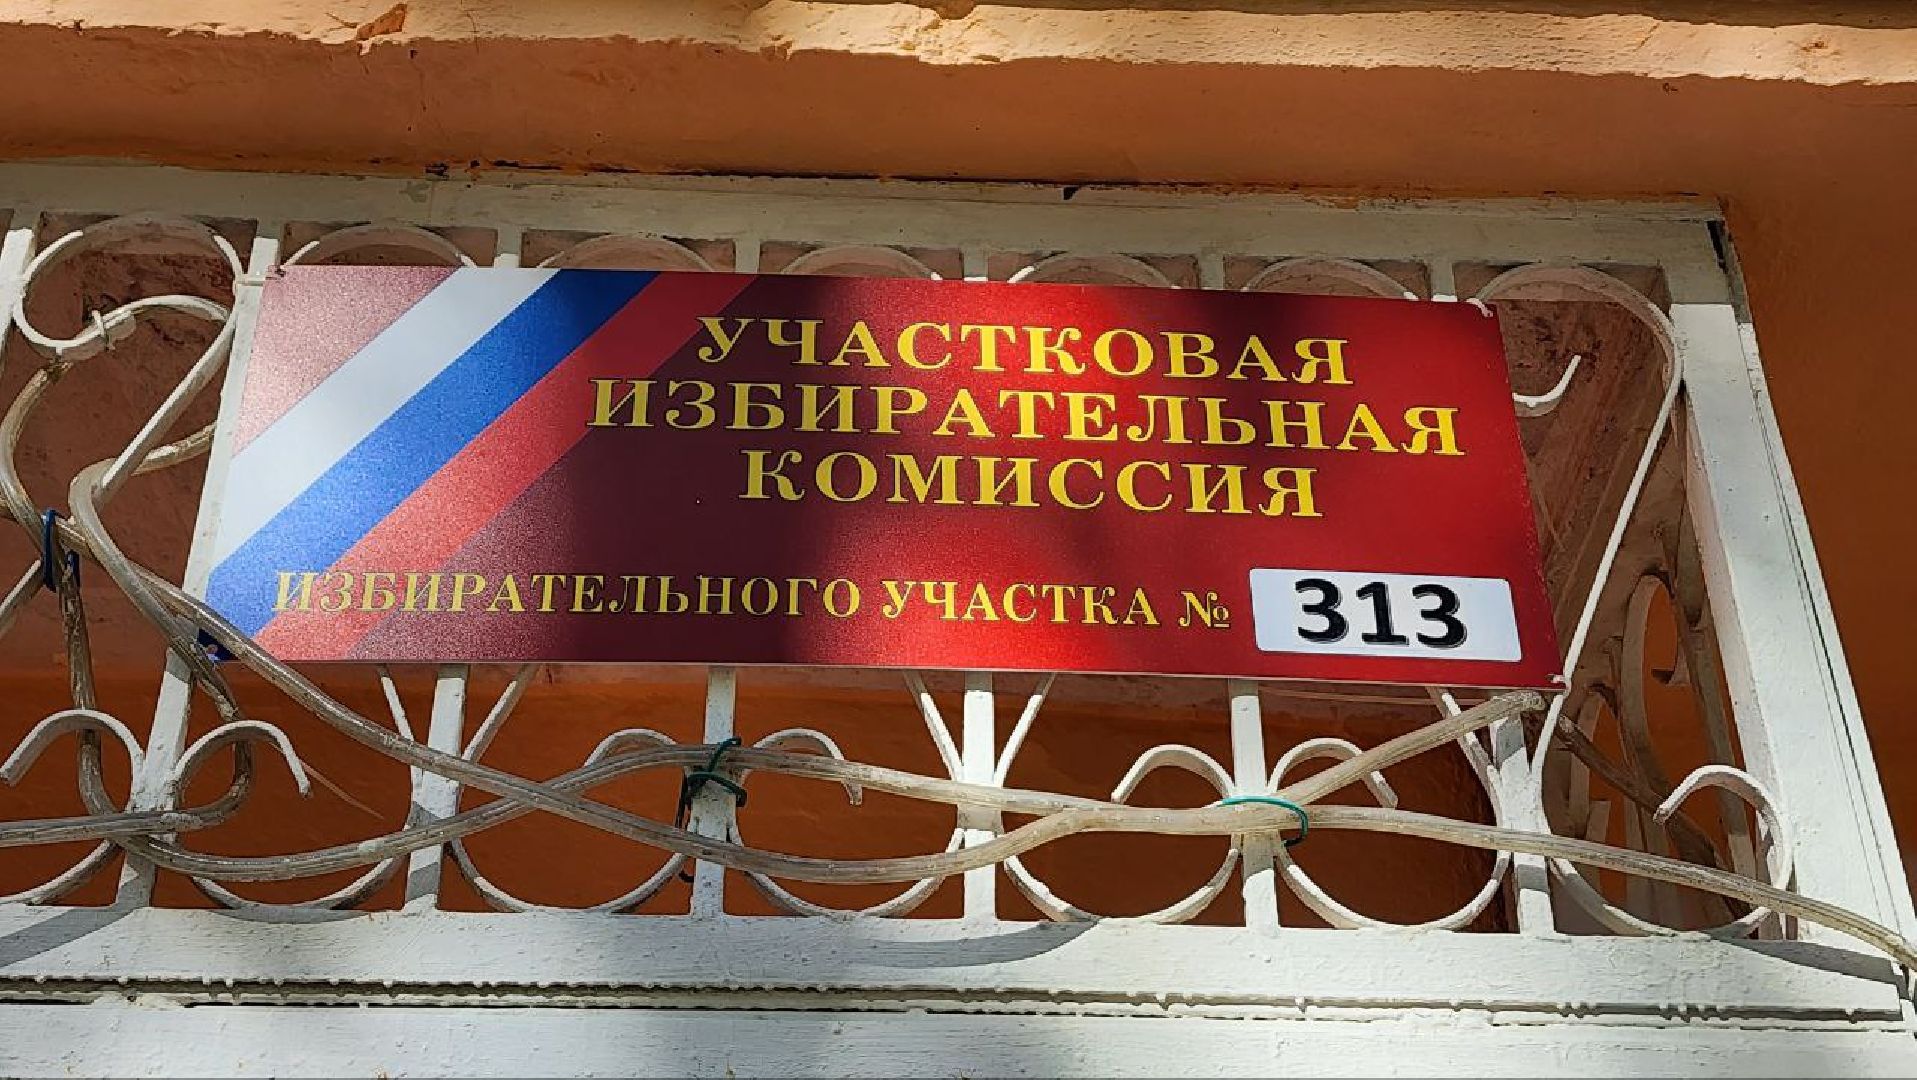 УЧАСТКОВАЯ
ИЗБИРАТЕЛЬНАЯ
КОМИССИЯ
ИЗБИРАТЕЛЬНОГО УЧАСТКА № 313